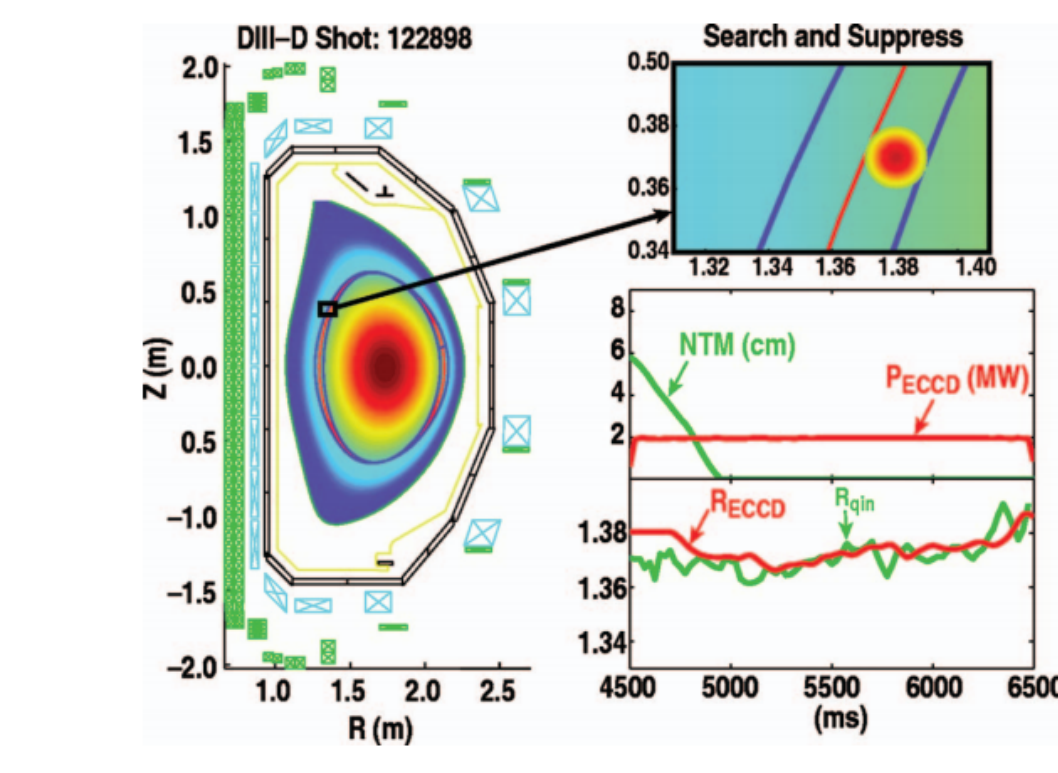 DIII–D Shot: 122898
2.0
1.5
1.0
0.5
0.0
0.5
–1.0
–1.5
–2.0
Z (m)
1.0 1.5 2.0 2.5
R (m)
Search and Suppress
0.50
0.38
0.36
0.34
1.32 1.34 1.36 1.38 1.40
8
6
4
2
NTM (cm)
PECCD (MW)
1.38
1.36
1.34
RECCD
Rqin
4500 5000 5500 6000 6500
(ms)